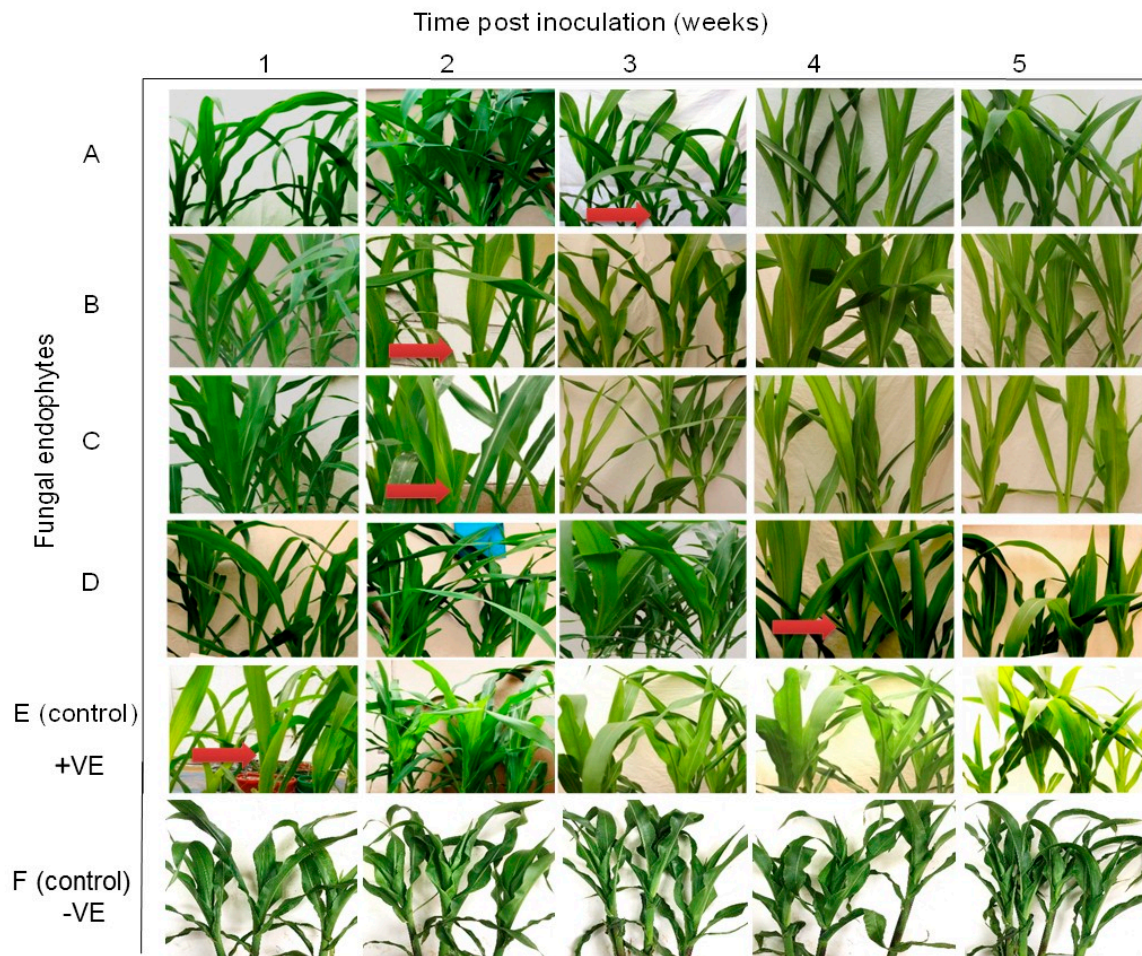 Time post inoculation (weeks)
1 2 3 4 5
Fungal endophytes
A
B
C
D
E (control)
+VE
F (control)
-VE